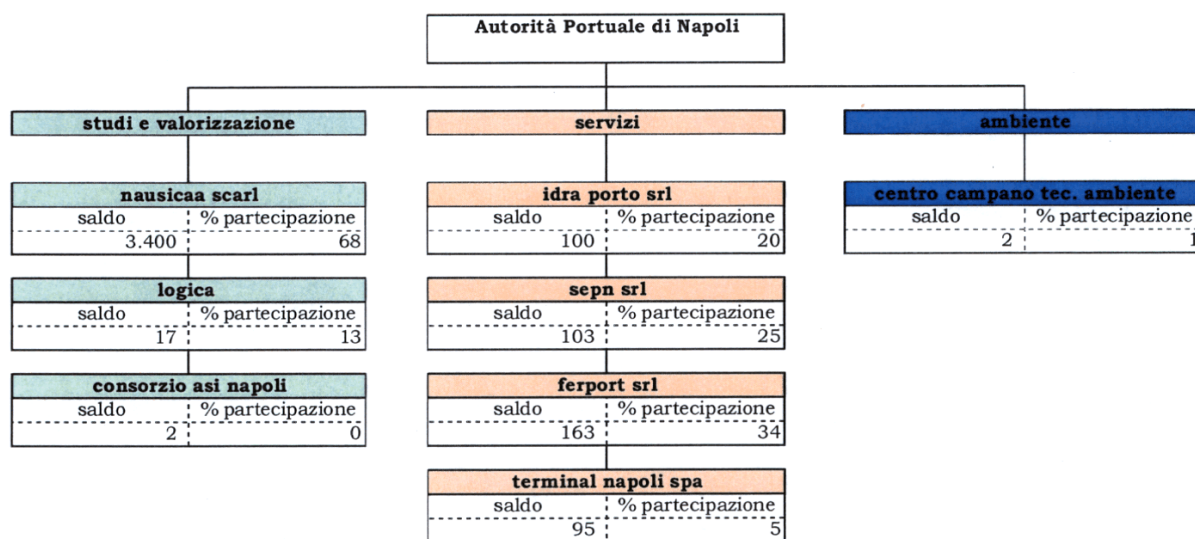 Autorità Portuale di Napoli
studi e valorizzazione
servizi
ambiente
nausicaa scarl
saldo % partecipazione
3.400 68
logica
saldo % partecipazione
17 13
consorzio asi napoli
saldo % partecipazione
2 0
idra porto srl
saldo % partecipazione
100 20
sepn srl
saldo % partecipazione
103 25
ferport srl
saldo % partecipazione
163 34
terminal napoli spa
saldo % partecipazione
95 5
centro campano tec. ambiente
saldo % partecipazione
2 1